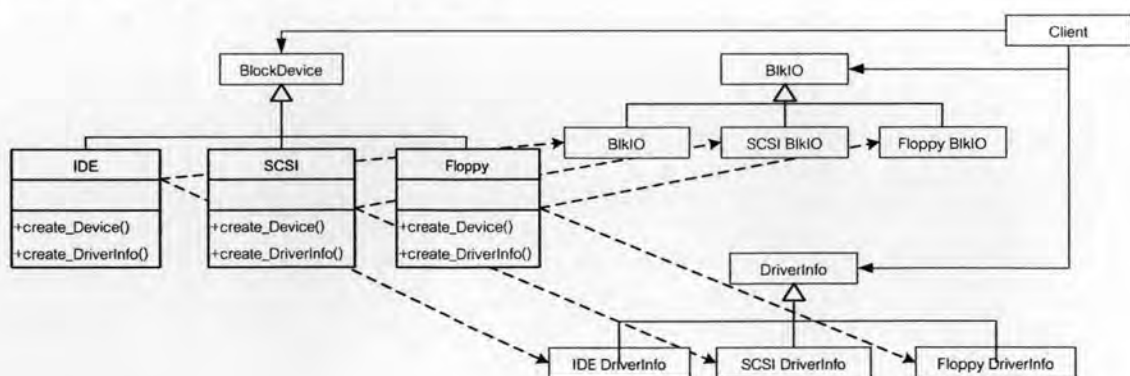 Client
BlockDevice
BlkIO
BlkIO
SCSI BlkIO
Floppy BlkIO
IDE
SCSI
Floppy
+create_Device()
+create_DriverInfo()
+create_Device()
+create_DriverInfo()
+create_Device()
+create_DriverInfo()
DriverInfo
IDE DriverInfo
SCSI DriverInfo
Floppy DriverInfo